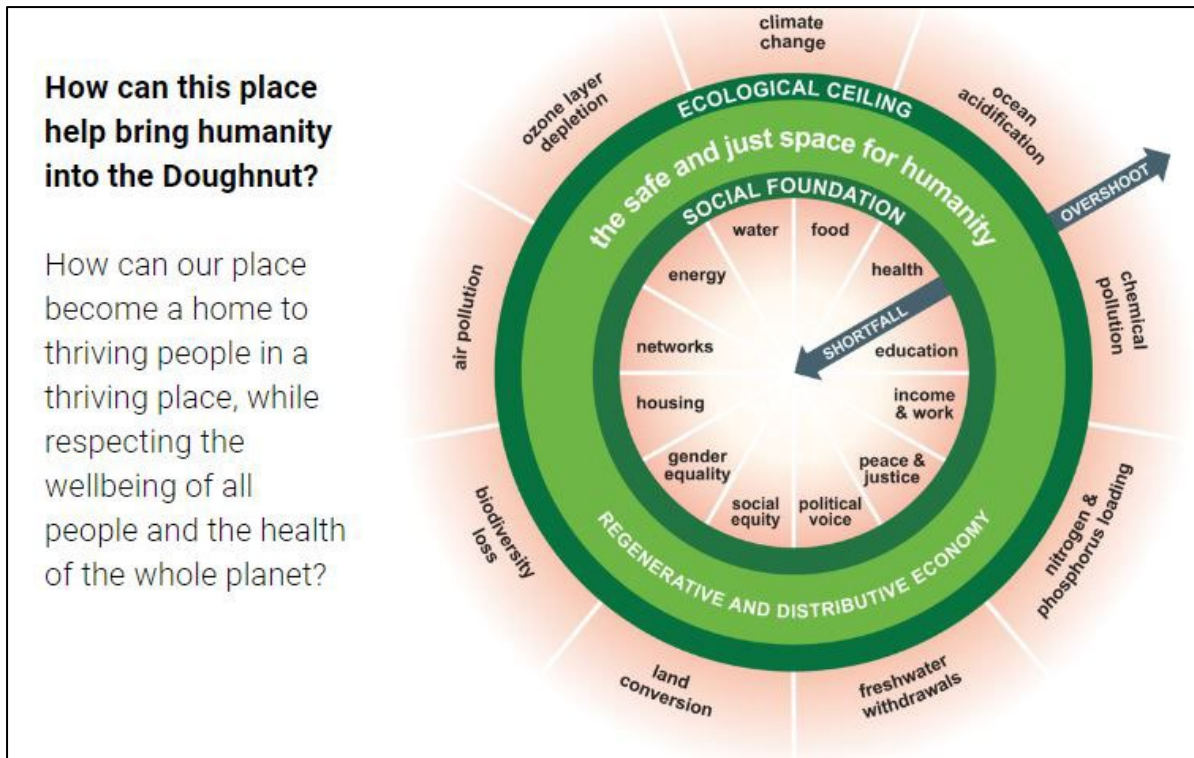 How can this place
help bring humanity
into the Doughnut?
How can our place
become a home to
thriving people in a
thriving place, while
respecting the
wellbeing of all
people and the health
of the whole planet?
climate
change
ocean
acidification
chemical
pollution
nitrogen &
phosphorus loading
freshwater
withdrawals
land
conversion
biodiversity
loss
air pollution
ozone layer
depletion
ECOLOGICAL CEILING
the safe and just space for humanity
SOCIAL FOUNDATION
OVERSHOOT
SHORTFALL
water
food
health
education
income
& work
peace &
justice
political
voice
social
equity
gender
equality
housing
networks
energy
REGENERATIVE AND DISTRIBUTIVE ECONOMY